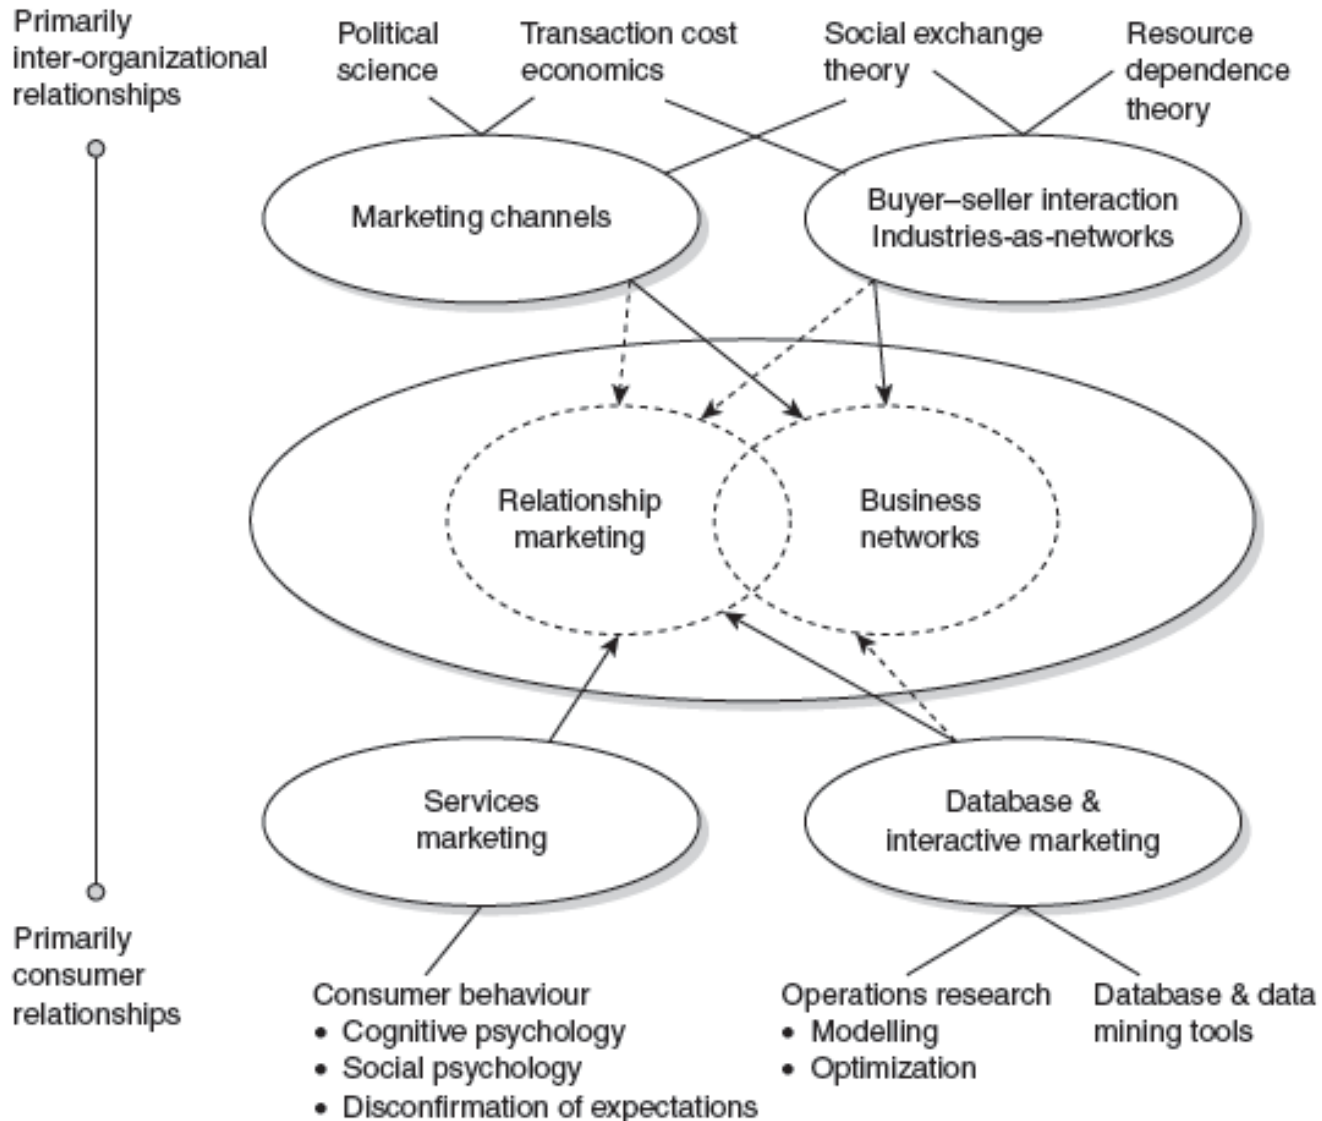 Primarily
inter-organizational
relationships
Political
science
Transaction cost
economics
Social exchange
theory
Resource
dependence
theory
Marketing channels
Buyer–seller interaction
Industries-as-networks
Relationship
marketing
Business
networks
Services
marketing
Database &
interactive marketing
Primarily
consumer
relationships
Consumer behaviour
• Cognitive psychology
• Social psychology
• Disconfirmation of expectations
Operations research
• Modelling
• Optimization
Database & data
mining tools